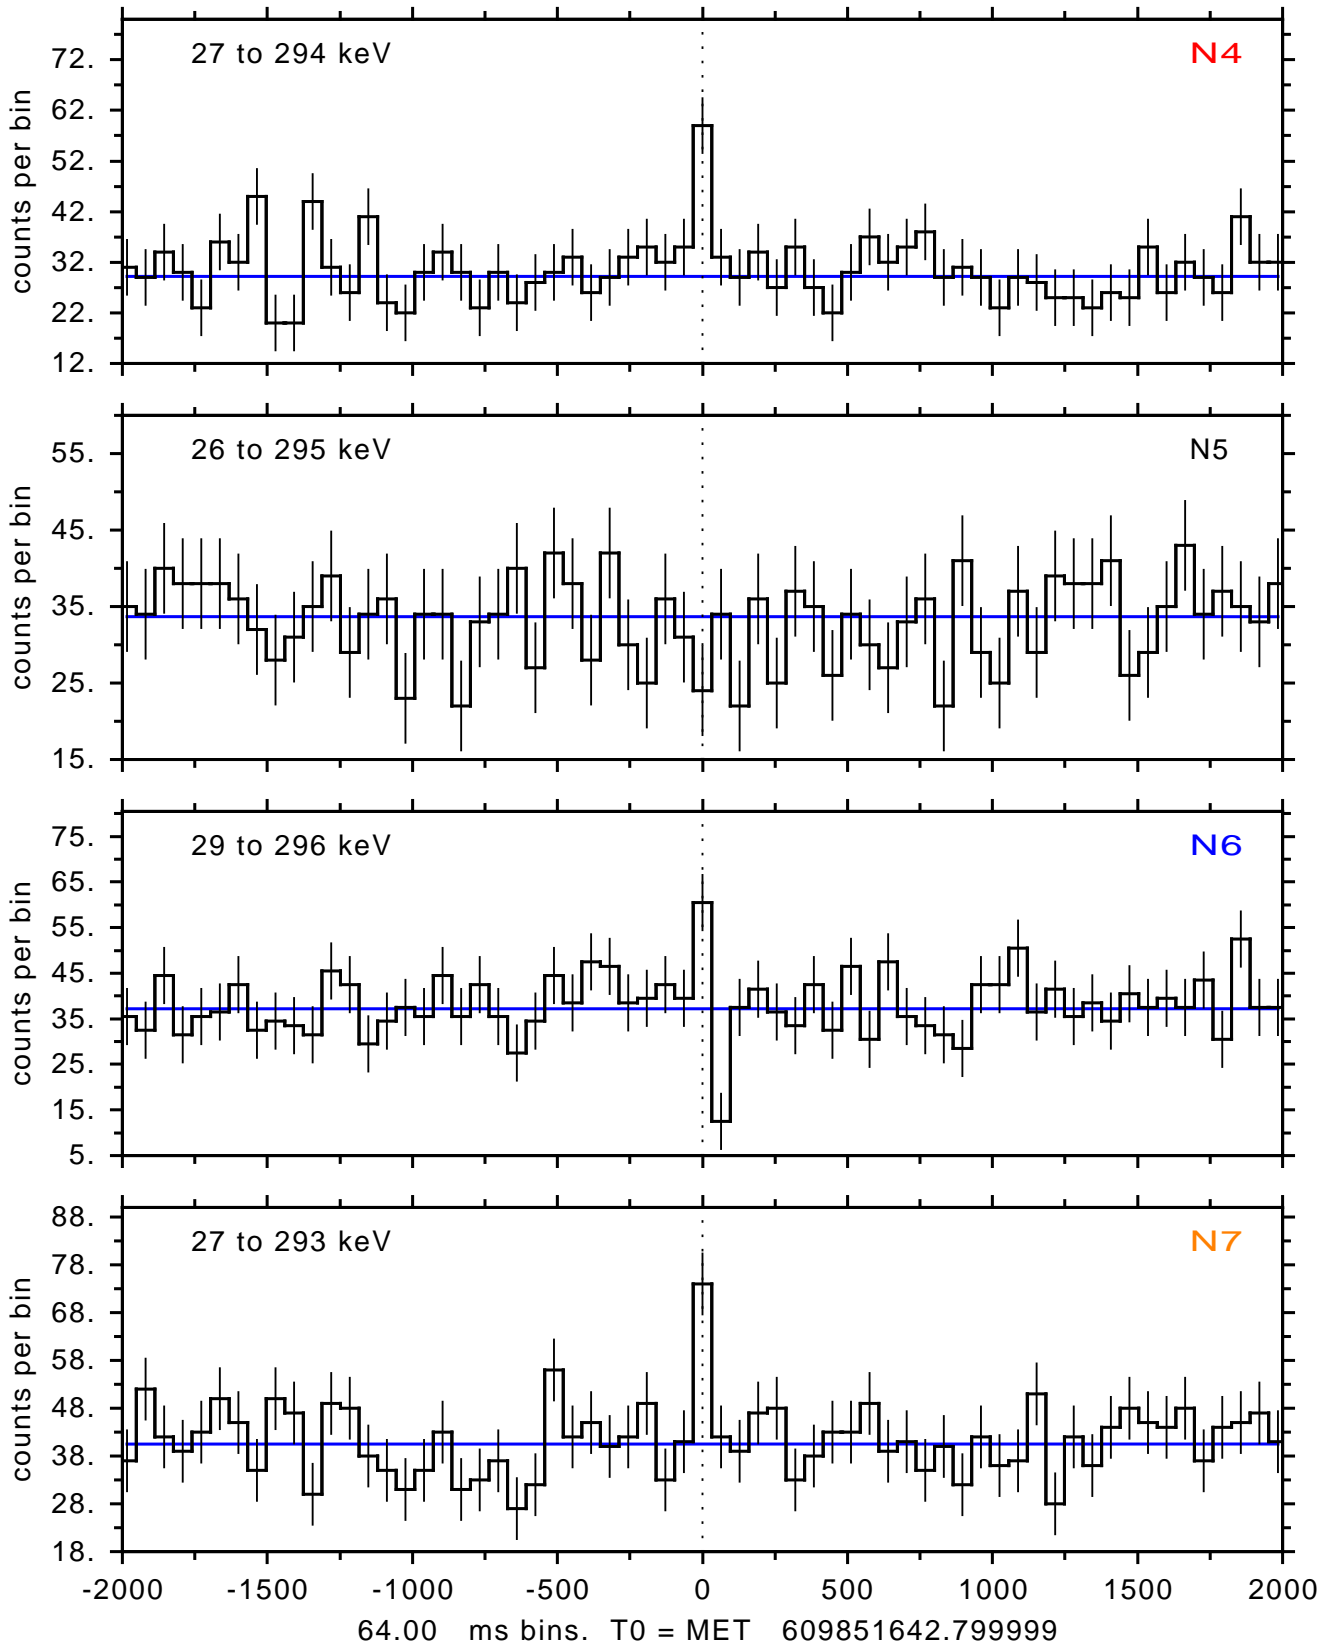 27 to 294 keV N4
counts per bin
72.
62.
52.
42.
32.
22.
12.
26 to 295 keV N5
counts per bin
55.
45.
35.
25.
15.
29 to 296 keV N6
counts per bin
75.
65.
55.
45.
35.
25.
15.
5.
27 to 293 keV N7
counts per bin
88.
78.
68.
58.
48.
38.
28.
18.
-2000 -1500 -1000 -500 0 500 1000 1500 2000
64.00 ms bins. T0 = MET 609851642.799999